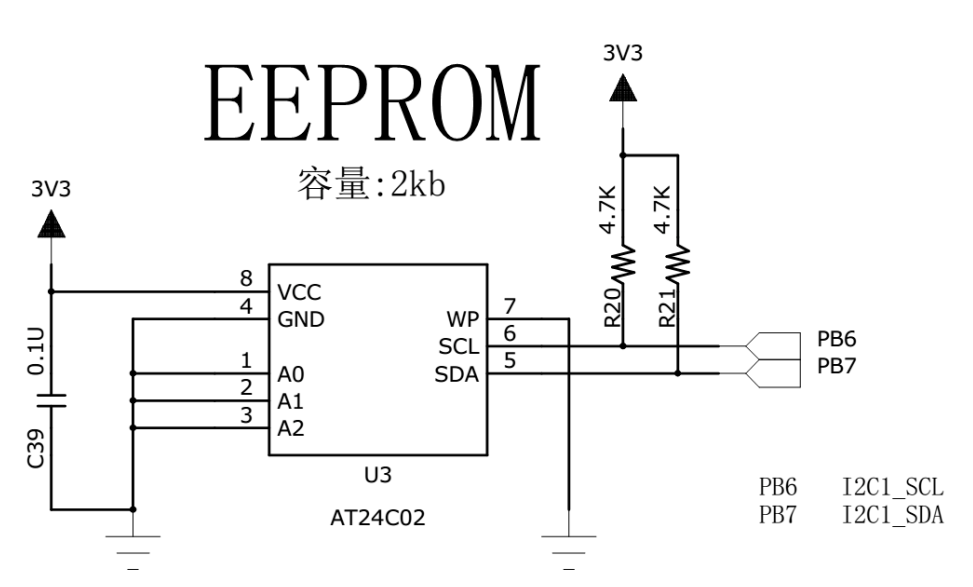 3V3
EEPROM
容量:2kb
3V3
4.7K
4.7K
R20
R21
8
VCC
4
GND
1
A0
2
A1
3
A2
WP
7
SCL
6
SDA
5
PB6
PB7
0.1U
C39
U3
AT24C02
PB6 I2C1_SCL
PB7 I2C1_SDA